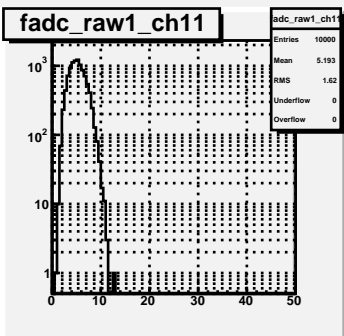 fadc_raw1_ch11
adc_raw1_ch11
Entries 10000
Mean 5.193
RMS 1.62
Underflow 0
Overflow 0
10³
10²
10
1
0 10 20 30 40 50